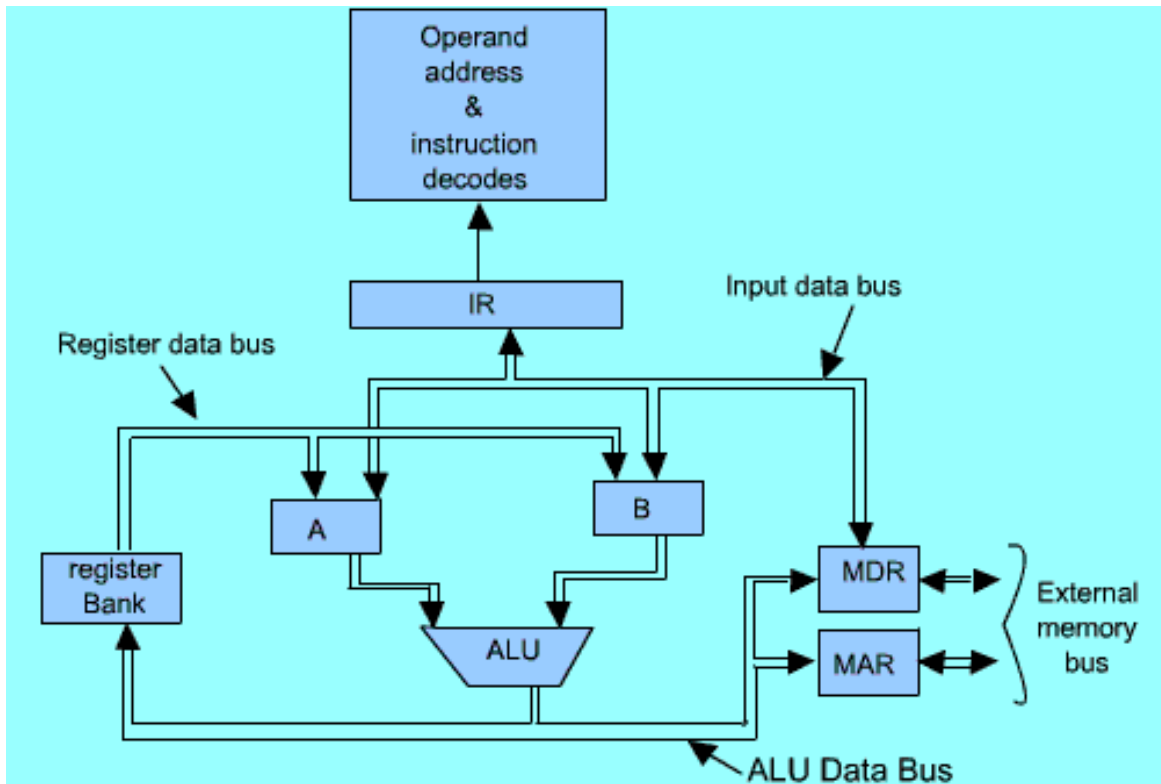 Operand
address
&
instruction
decodes
IR
Input data bus
Register data bus
A
B
register
Bank
ALU
MDR
MAR
External
memory
bus
ALU Data Bus